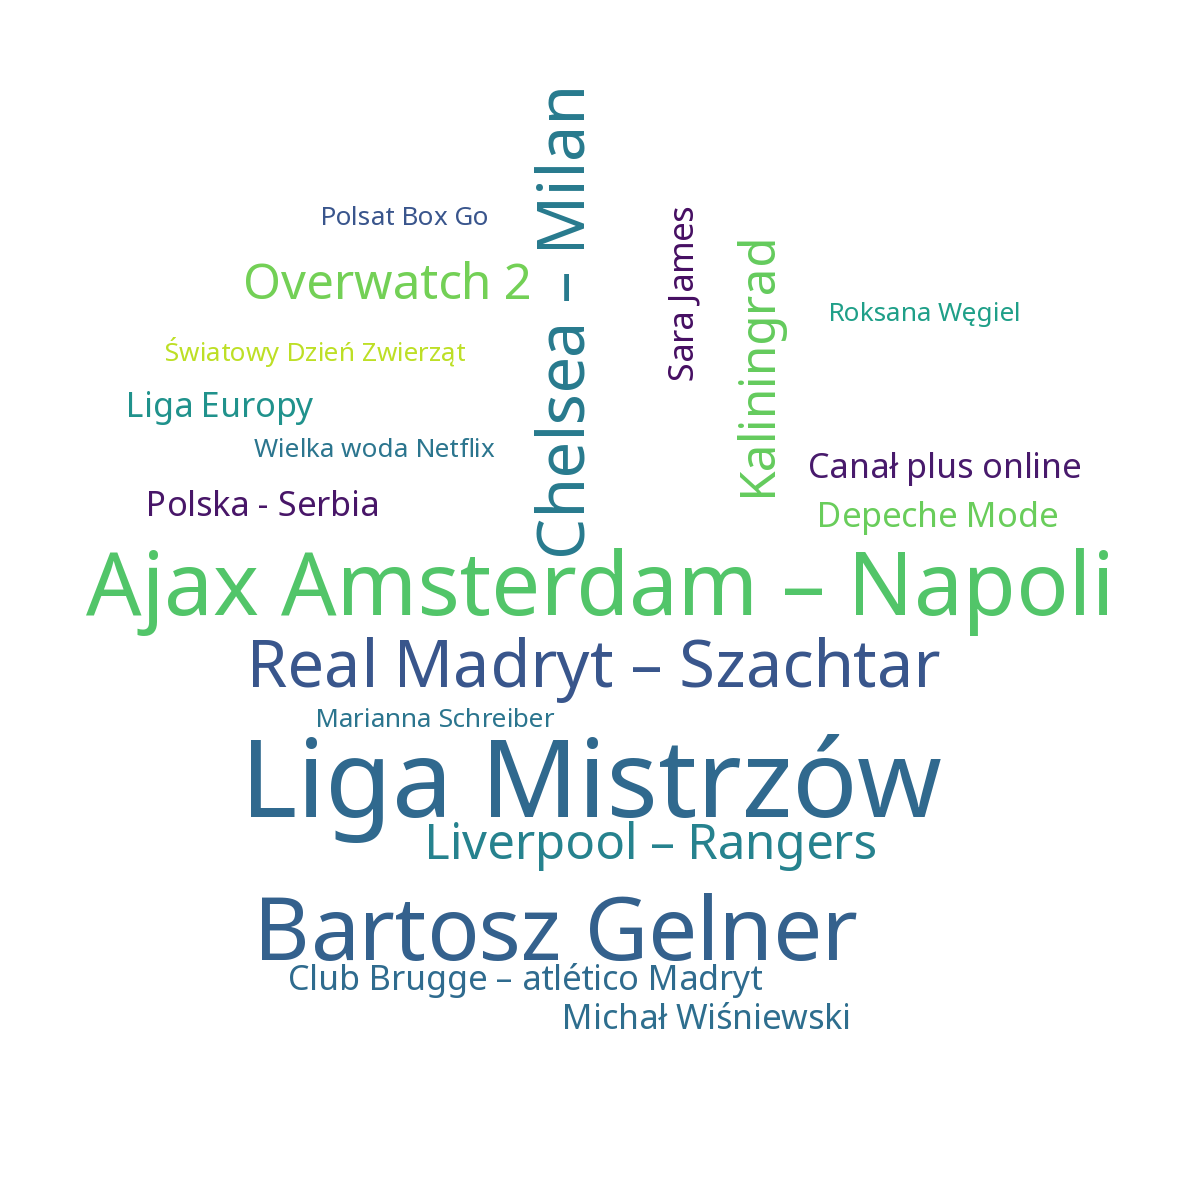 Chelsea – Milan
Polsat Box Go
Sara James
Kaliningrad
Overwatch 2
Roksana Węgiel
Światowy Dzień Zwierząt
Liga Europy
Wielka woda Netflix
Canał plus online
Polska - Serbia
Depeche Mode
Ajax Amsterdam – Napoli
Real Madryt – Szachtar
Marianna Schreiber
Liga Mistrzów
Liverpool – Rangers
Bartosz Gelner
Club Brugge – atlético Madryt
Michał Wiśniewski